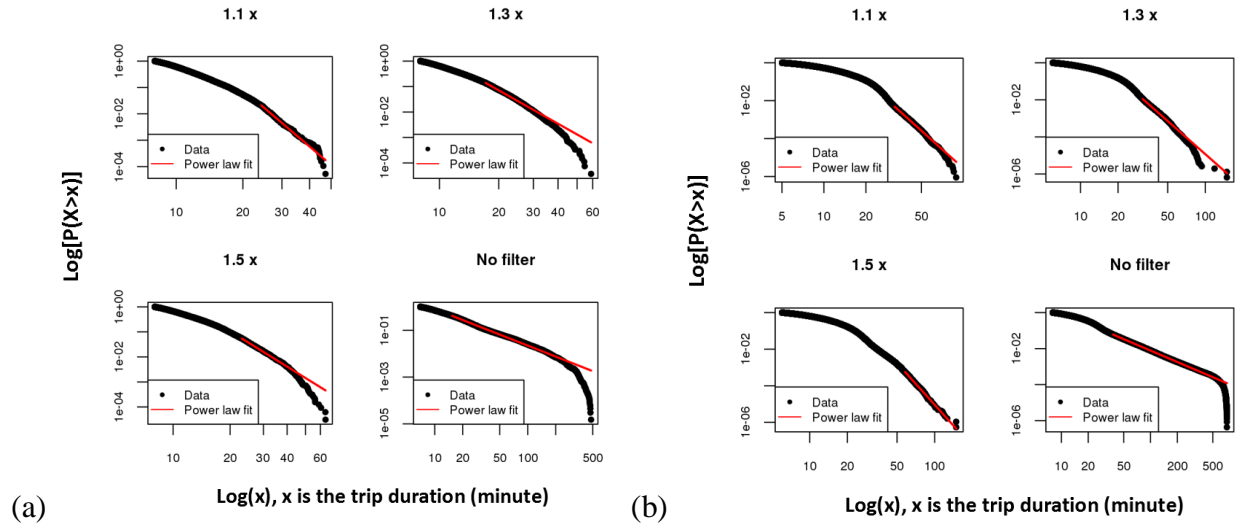 1.1 x
1e+00
1e-02
1e-04
Data
Power law fit
10 20 30 40
1.3 x
1e+00
1e-02
1e-04
Data
Power law fit
10 20 30 40 60
1.5 x
1e+00
1e-02
1e-04
Data
Power law fit
10 20 30 40 60
No filter
1e-01
1e-03
1e-05
Data
Power law fit
10 20 50 100 500
Log[P(X>x)]
(a) Log(x), x is the trip duration (minute)
1.1 x
1e-02
1e-06
Data
Power law fit
5 10 20 50
1.3 x
1e-02
1e-06
Data
Power law fit
10 20 50 100
1.5 x
1e-02
1e-06
Data
Power law fit
10 20 50 100
No filter
1e-02
1e-06
Data
Power law fit
10 20 50 100 500
Log[P(X>x)]
(b) Log(x), x is the trip duration (minute)